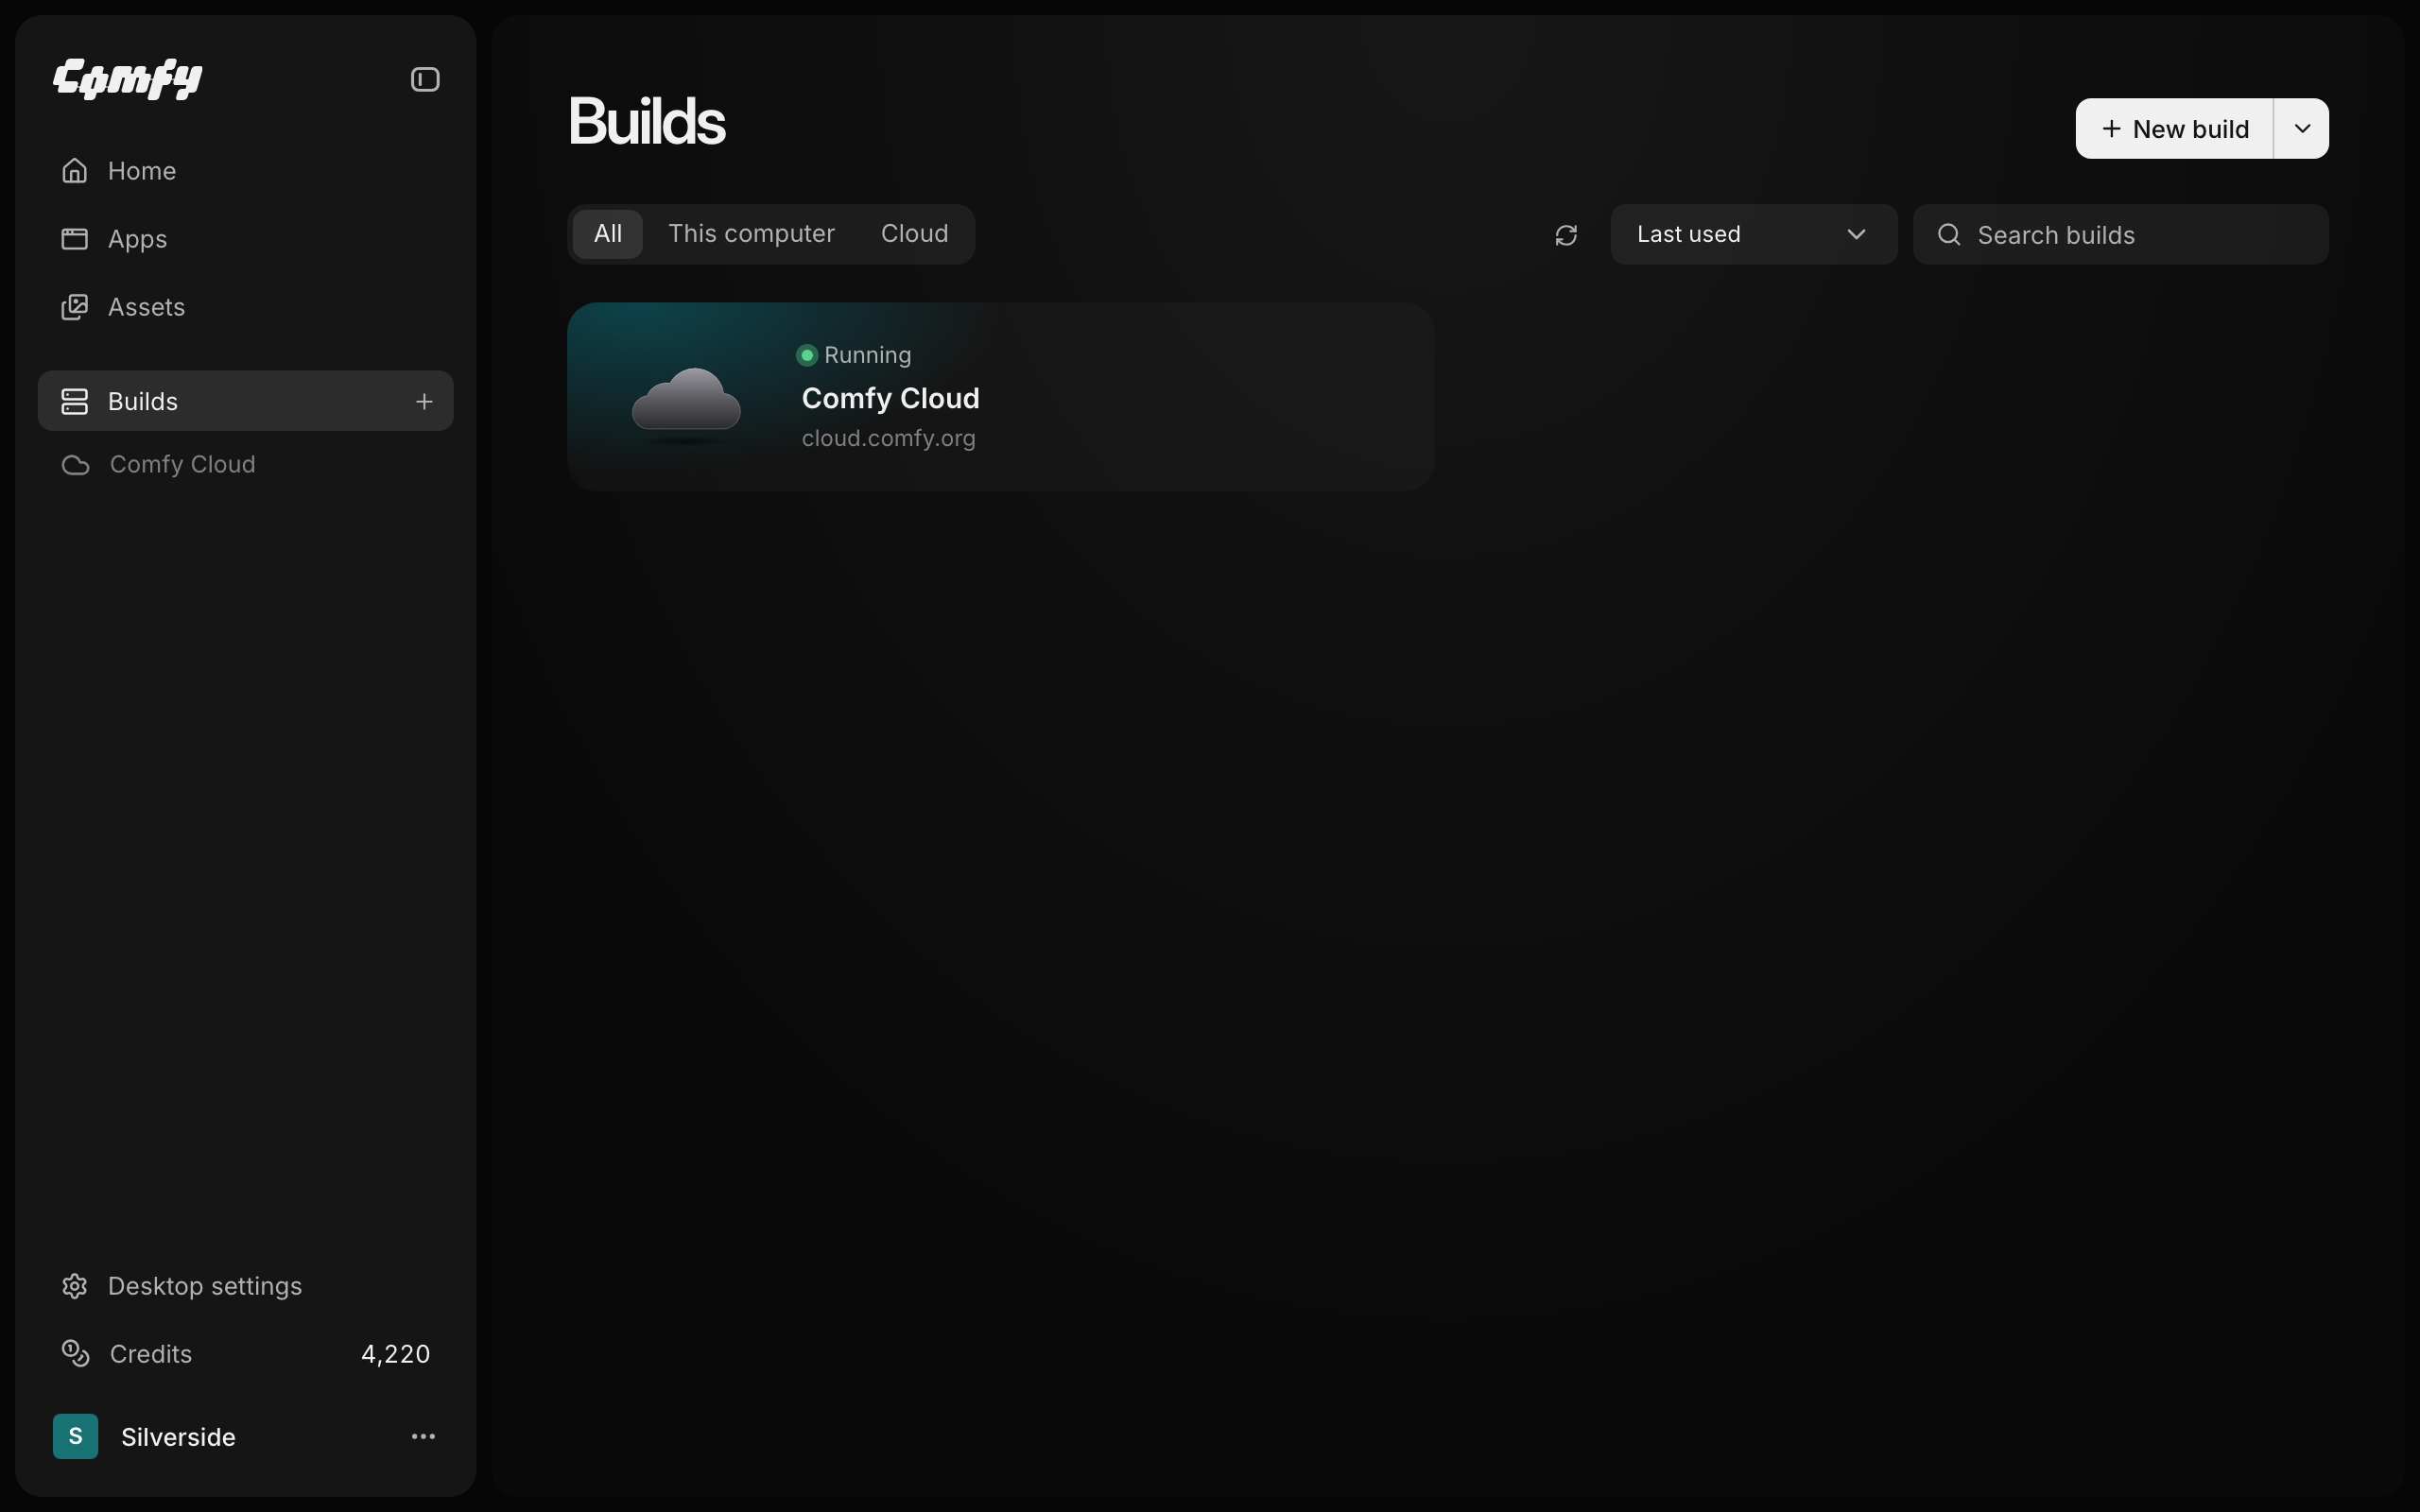 Comfy
Home
Apps
Assets
Builds
Comfy Cloud
Desktop settings
Credits 4,220
S Silverside
Builds
New build
All This computer Cloud
Last used
Search builds
Running
Comfy Cloud
cloud.comfy.org